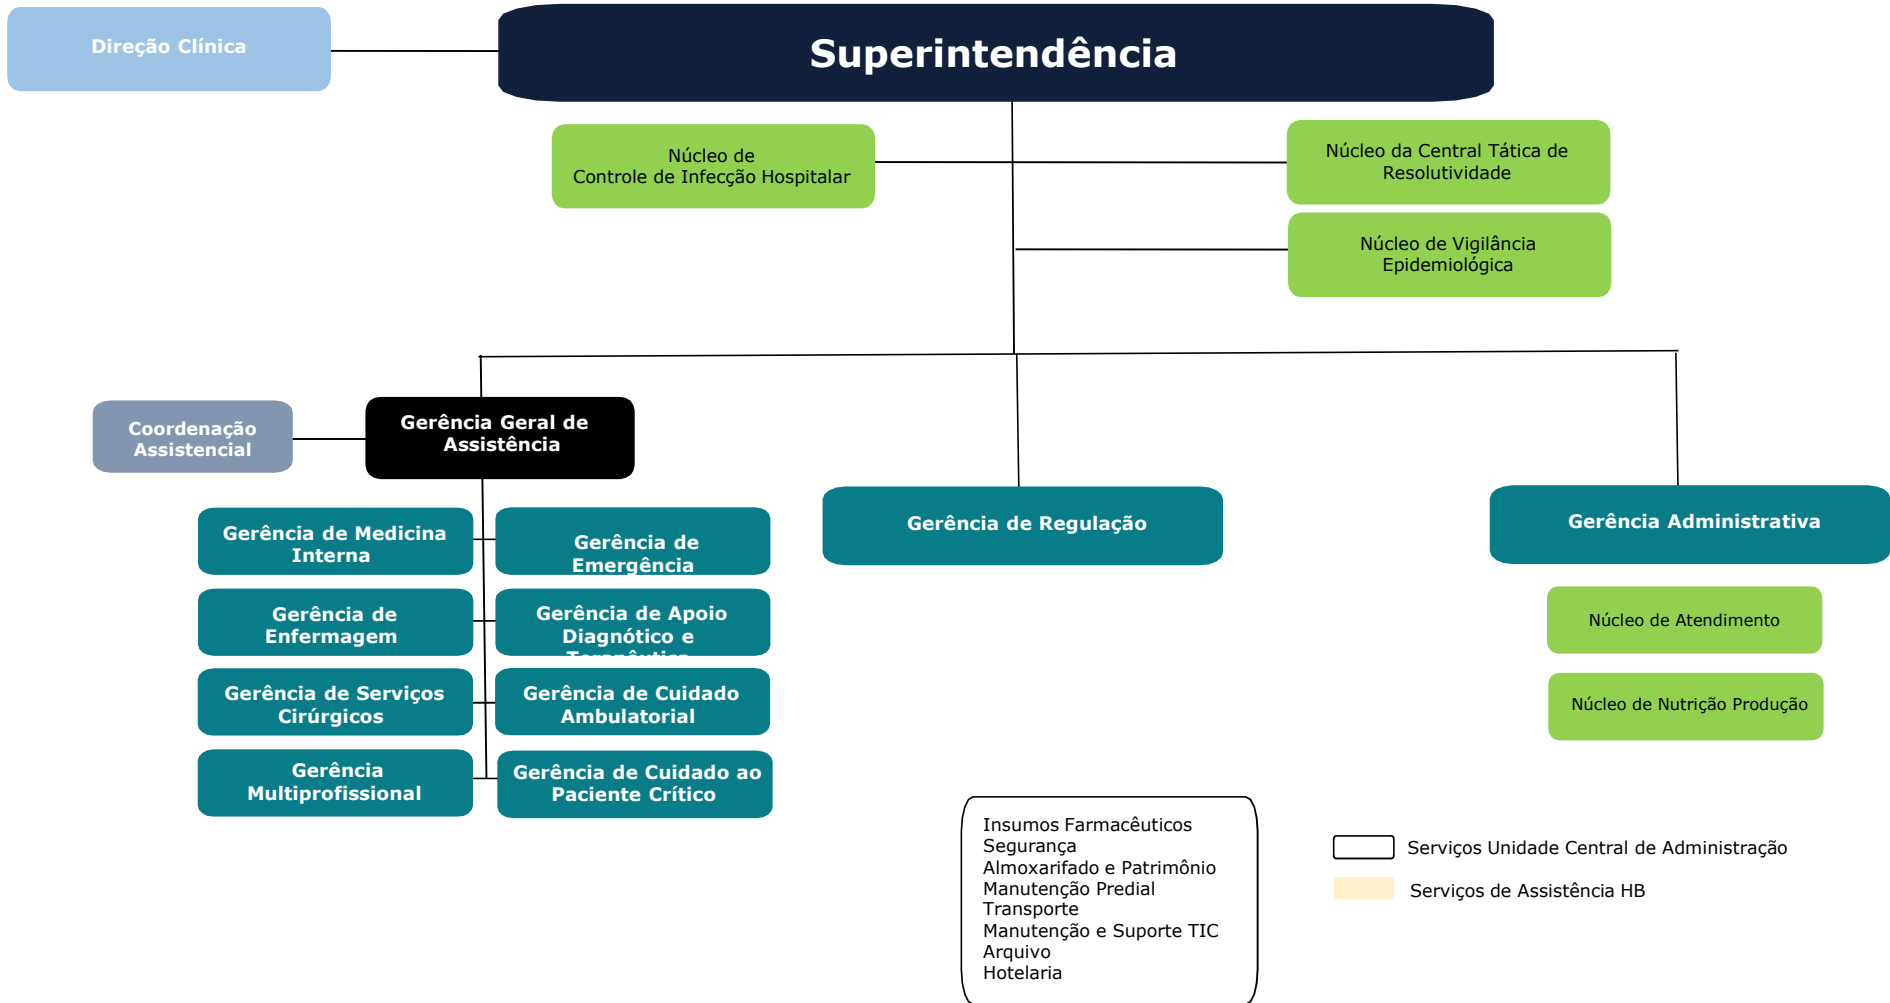 Direção Clínica
Superintendência
Núcleo de
Controle de Infecção Hospitalar
Núcleo da Central Tática de
Resolutividade
Núcleo de Vigilância
Epidemiológica
Coordenação
Assistencial
Gerência Geral de
Assistência
Gerência de Medicina
Interna
Gerência de
Emergência
Gerência de
Enfermagem
Gerência de Apoio
Diagnótico e
Terapêutica
Gerência de Serviços
Cirúrgicos
Gerência de Cuidado
Ambulatorial
Gerência
Multiprofissional
Gerência de Cuidado ao
Paciente Crítico
Gerência de Regulação
Gerência Administrativa
Núcleo de Atendimento
Núcleo de Nutrição Produção
Insumos Farmacêuticos
Segurança
Almoxarifado e Patrimônio
Manutenção Predial
Transporte
Manutenção e Suporte TIC
Arquivo
Hotelaria
Serviços Unidade Central de Administração
Serviços de Assistência HB